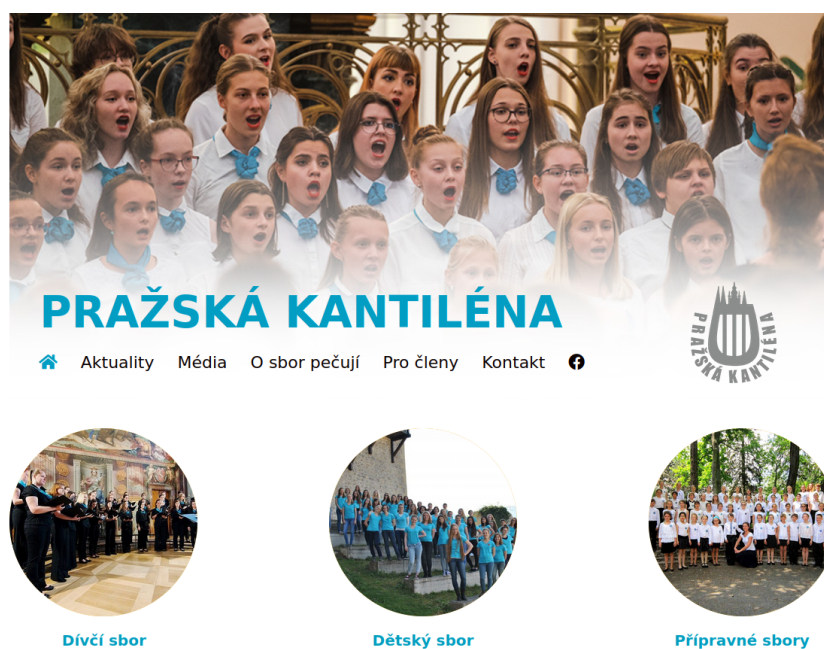 PRAŽSKÁ KANTILÉNA
PRAŽSKÁ KANTILÉNA
Aktuality Média O sbor pečují Pro členy Kontakt
Dívčí sbor Dětský sbor Přípravné sbory